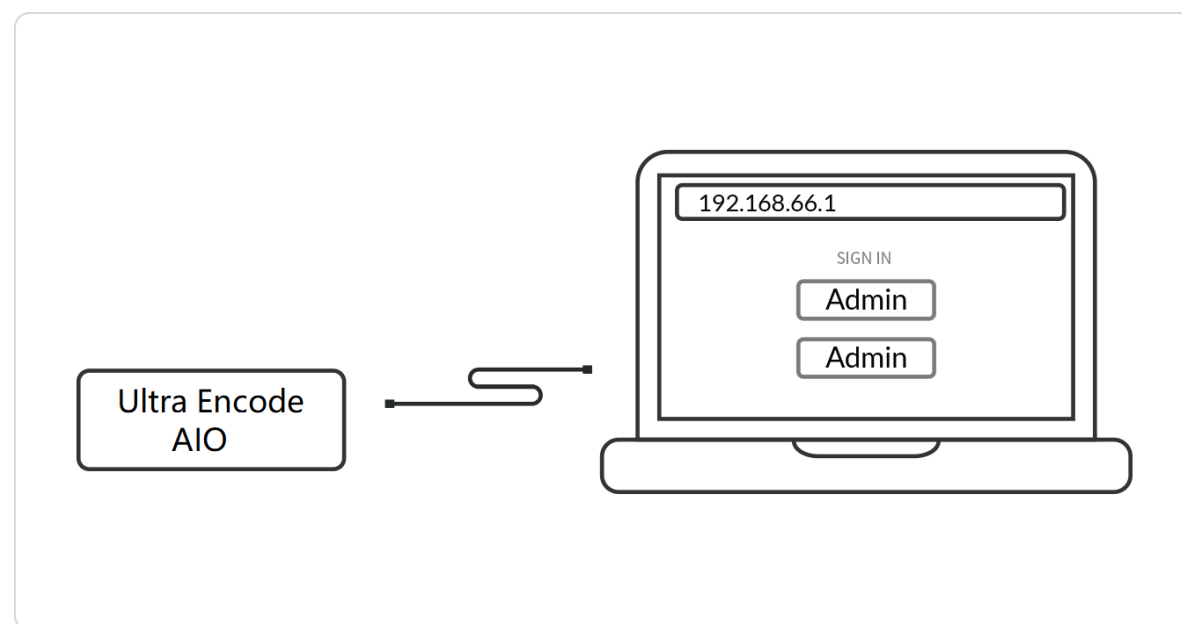 192.168.66.1
SIGN IN
Admin
Admin
Ultra Encode
AIO